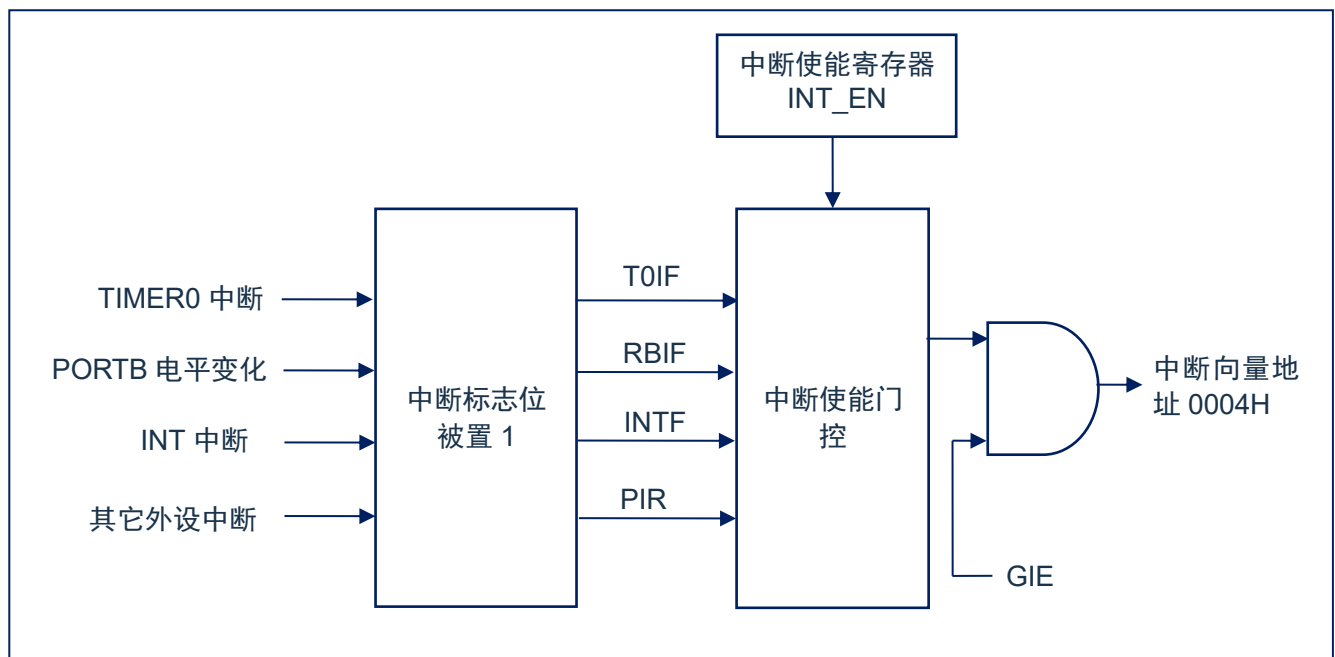 中断使能寄存器
INT_EN
TIMER0 中断
PORTB 电平变化
INT 中断
其它外设中断
中断标志位
被置 1
T0IF
RBIF
INTF
PIR
中断使能门
控
中断向量地
址 0004H
GIE